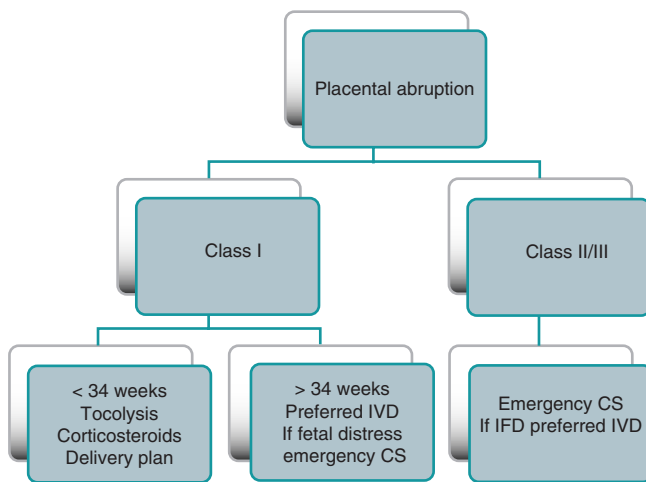 Placental abruption
Class I
Class II/III
< 34 weeks
Tocolysis
Corticosteroids
Delivery plan
> 34 weeks
Preferred IVD
If fetal distress
emergency CS
Emergency CS
If IFD preferred IVD